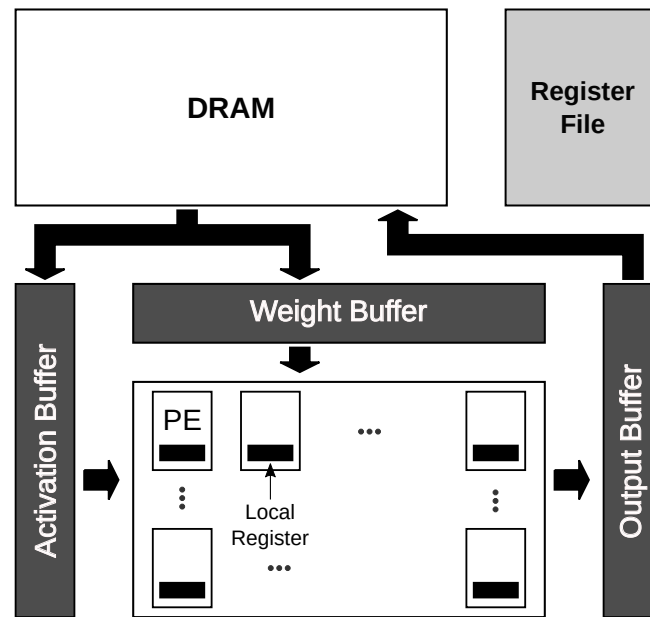 DRAM
Register
File
Weight Buffer
Activation Buffer
PE
...
...
...
Local
Register
...
Output Buffer